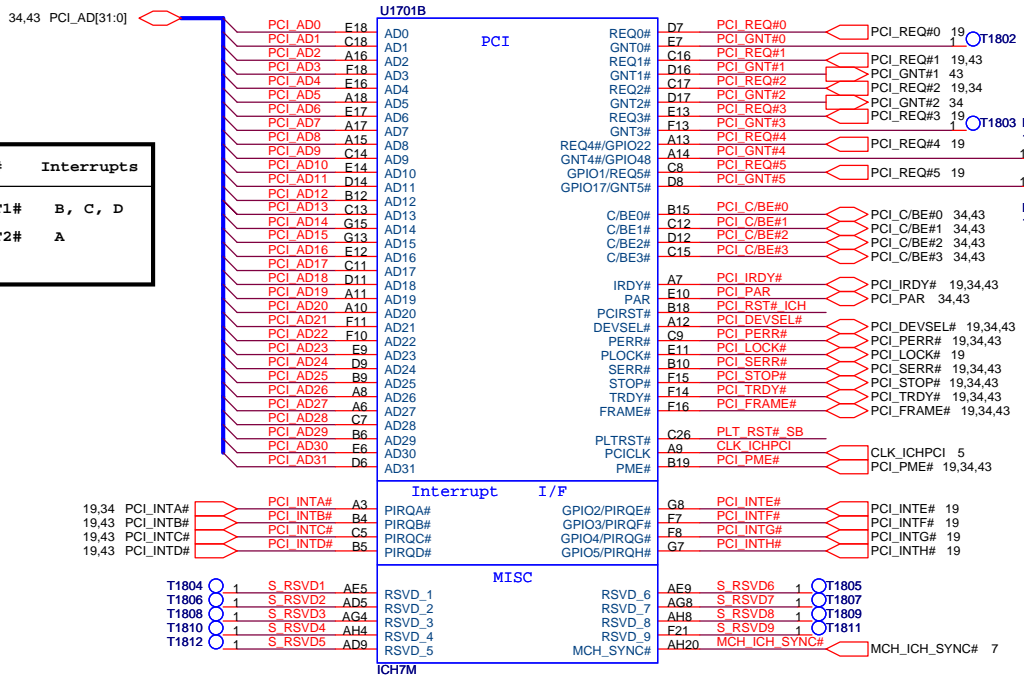 34,43 PCI_AD[31:0]
U1701B
PCI
PCI_AD0 E18 AD0 REQ0# D7 PCI_REQ#0 PCI_REQ#0 19
PCI_AD1 C18 AD1 GNT0# E7 PCI_GNT#0 1 T1802
PCI_AD2 A16 AD2 REQ1# C16 PCI_REQ#1 PCI_REQ#1 19,43
PCI_AD3 F18 AD3 GNT1# D16 PCI_GNT#1 PCI_GNT#1 43
PCI_AD4 E16 AD4 REQ2# C17 PCI_REQ#2 PCI_REQ#2 19,34
PCI_AD5 A18 AD5 GNT2# D17 PCI_GNT#2 PCI_GNT#2 34
PCI_AD6 E17 AD6 REQ3# E13 PCI_REQ#3 PCI_REQ#3 19
PCI_AD7 A17 AD7 GNT3# F13 PCI_GNT#3 1 T1803
PCI_AD8 A15 AD8 REQ4#/GPIO22 A13 PCI_REQ#4 PCI_REQ#4 19
PCI_AD9 C14 AD9 GNT4#/GPIO48 A14 PCI_GNT#4 1
PCI_AD10 E14 AD10 GPIO1/REQ5# C8 PCI_REQ#5 PCI_REQ#5 19
PCI_AD11 D14 AD11 GPIO17/GNT5# D8 PCI_GNT#5 1
PCI_AD12 B12 AD12
PCI_AD13 C13 AD13 C/BE0# B15 PCI_C/BE#0 PCI_C/BE#0 34,43
PCI_AD14 G15 AD14 C/BE1# C12 PCI_C/BE#1 PCI_C/BE#1 34,43
PCI_AD15 G13 AD15 C/BE2# D12 PCI_C/BE#2 PCI_C/BE#2 34,43
PCI_AD16 E12 AD16 C/BE3# C15 PCI_C/BE#3 PCI_C/BE#3 34,43
PCI_AD17 C11 AD17
PCI_AD18 D11 AD18 IRDY# A7 PCI_IRDY# PCI_IRDY# 19,34,43
PCI_AD19 A11 AD19 PAR E10 PCI_PAR PCI_PAR 34,43
PCI_AD20 A10 AD20 PCIRST# B18 PCI_RST#_ICH
PCI_AD21 F11 AD21 DEVSEL# A12 PCI_DEVSEL# PCI_DEVSEL# 19,34,43
PCI_AD22 F10 AD22 PERR# C9 PCI_PERR# PCI_PERR# 19,34,43
PCI_AD23 E9 AD23 PLOCK# E11 PCI_LOCK# PCI_LOCK# 19
PCI_AD24 D9 AD24 SERR# B10 PCI_SERR# PCI_SERR# 19,34,43
PCI_AD25 B9 AD25 STOP# F15 PCI_STOP# PCI_STOP# 19,34,43
PCI_AD26 A8 AD26 TRDY# F14 PCI_TRDY# PCI_TRDY# 19,34,43
PCI_AD27 A6 AD27 FRAME# F16 PCI_FRAME# PCI_FRAME# 19,34,43
PCI_AD28 C7 AD28
PCI_AD29 B6 AD29 PLTRST# C26 PLT_RST#_SB
PCI_AD30 E6 AD30 PCICLK A9 CLK_ICHPCI CLK_ICHPCI 5
PCI_AD31 D6 AD31 PME# B19 PCI_PME# PCI_PME# 19,34,43
# Interrupts
T1# B, C, D
T2# A
Interrupt I/F
19,34 PCI_INTA# PCI_INTA# A3 PIRQA# GPIO2/PIRQE# G8 PCI_INTE# PCI_INTE# 19
19,43 PCI_INTB# PCI_INTB# B4 PIRQB# GPIO3/PIRQF# F7 PCI_INTF# PCI_INTF# 19
19,43 PCI_INTC# PCI_INTC# C5 PIRQC# GPIO4/PIRQG# F8 PCI_INTG# PCI_INTG# 19
19,43 PCI_INTD# PCI_INTD# B5 PIRQD# GPIO5/PIRQH# G7 PCI_INTH# PCI_INTH# 19
MISC
T1804 1 S_RSVD1 AE5 RSVD_1 RSVD_6 AE9 S_RSVD6 1 T1805
T1806 1 S_RSVD2 AD5 RSVD_2 RSVD_7 AG8 S_RSVD7 1 T1807
T1808 1 S_RSVD3 AG4 RSVD_3 RSVD_8 AH8 S_RSVD8 1 T1809
T1810 1 S_RSVD4 AH4 RSVD_4 RSVD_9 F21 S_RSVD9 1 T1811
T1812 1 S_RSVD5 AD9 RSVD_5 MCH_SYNC# AH20 MCH_ICH_SYNC# MCH_ICH_SYNC# 7
ICH7M